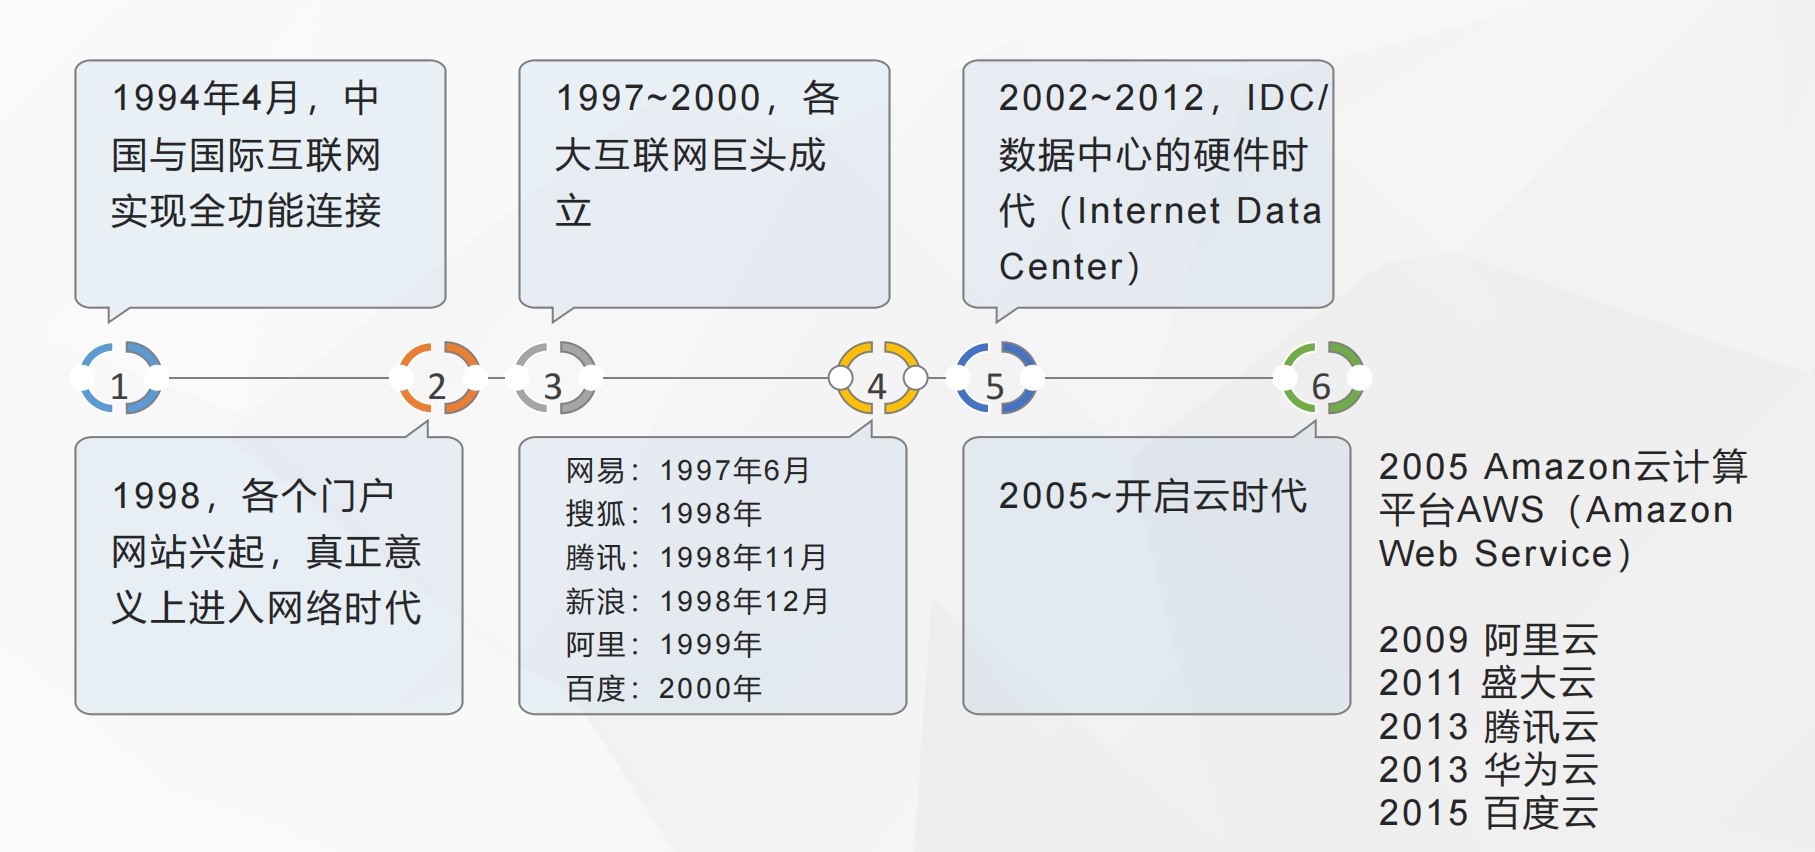 1994年4月，中
国与国际互联网
实现全功能连接
1997~2000，各
大互联网巨头成
立
2002~2012，IDC/
数据中心的硬件时
代（Internet Data
Center）
1
2
3
4
5
6
1998，各个门户
网站兴起，真正意
义上进入网络时代
网易：1997年6月
搜狐：1998年
腾讯：1998年11月
新浪：1998年12月
阿里：1999年
百度：2000年
2005~开启云时代
2005 Amazon云计算
平台AWS（Amazon
Web Service）
2009 阿里云
2011 盛大云
2013 腾讯云
2013 华为云
2015 百度云